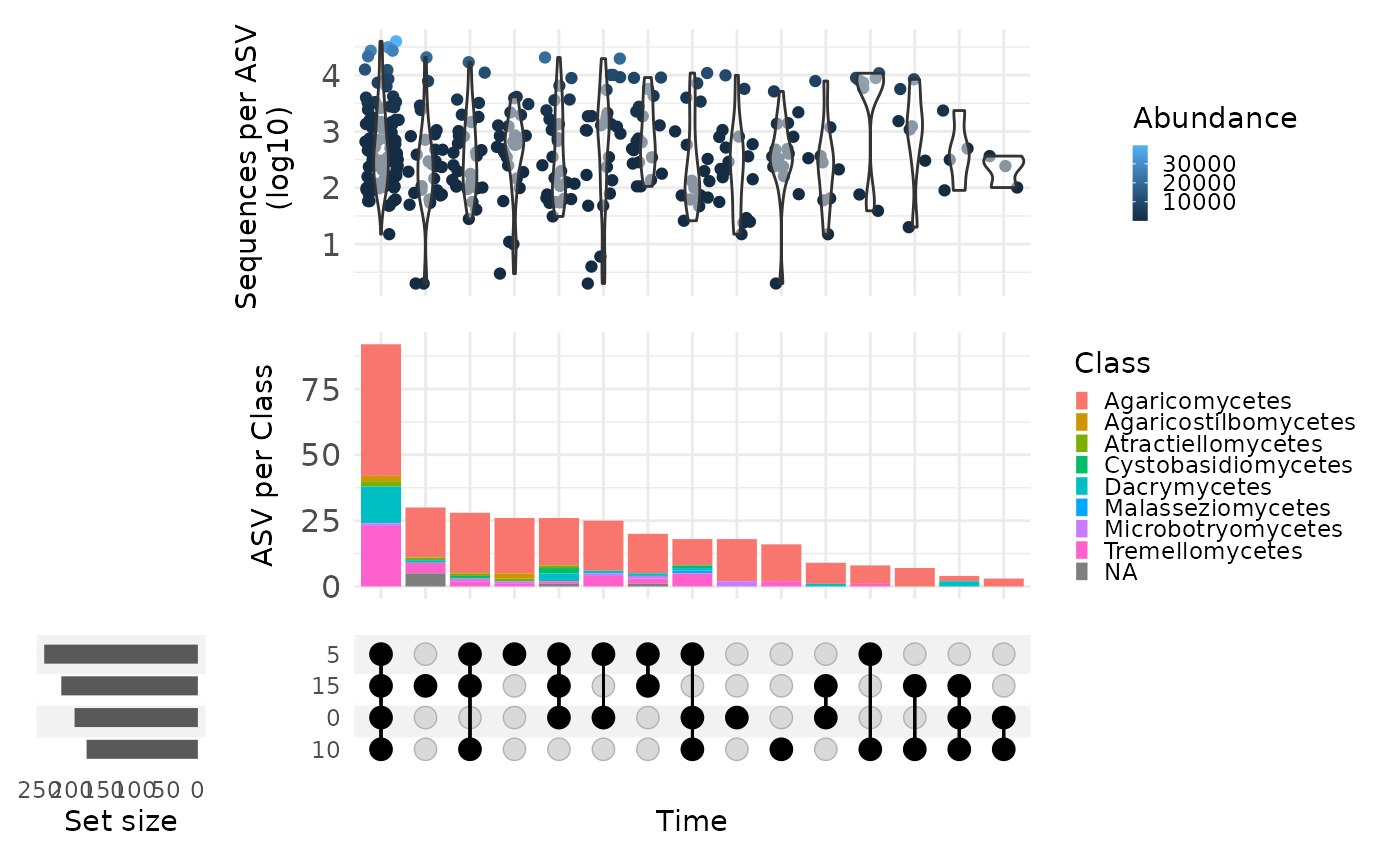 Sequences per ASV
(log10)
4
3
2
1
Abundance
30000
20000
10000
ASV per Class
75
50
25
0
Class
Agaricomycetes
Agaricostilbomycetes
Atractiellomycetes
Cystobasidiomycetes
Dacrymycetes
Malasseziomycetes
Microbotryomycetes
Tremellomycetes
NA
5
15
0
10
250 200 150 100 50 0
Set size
Time